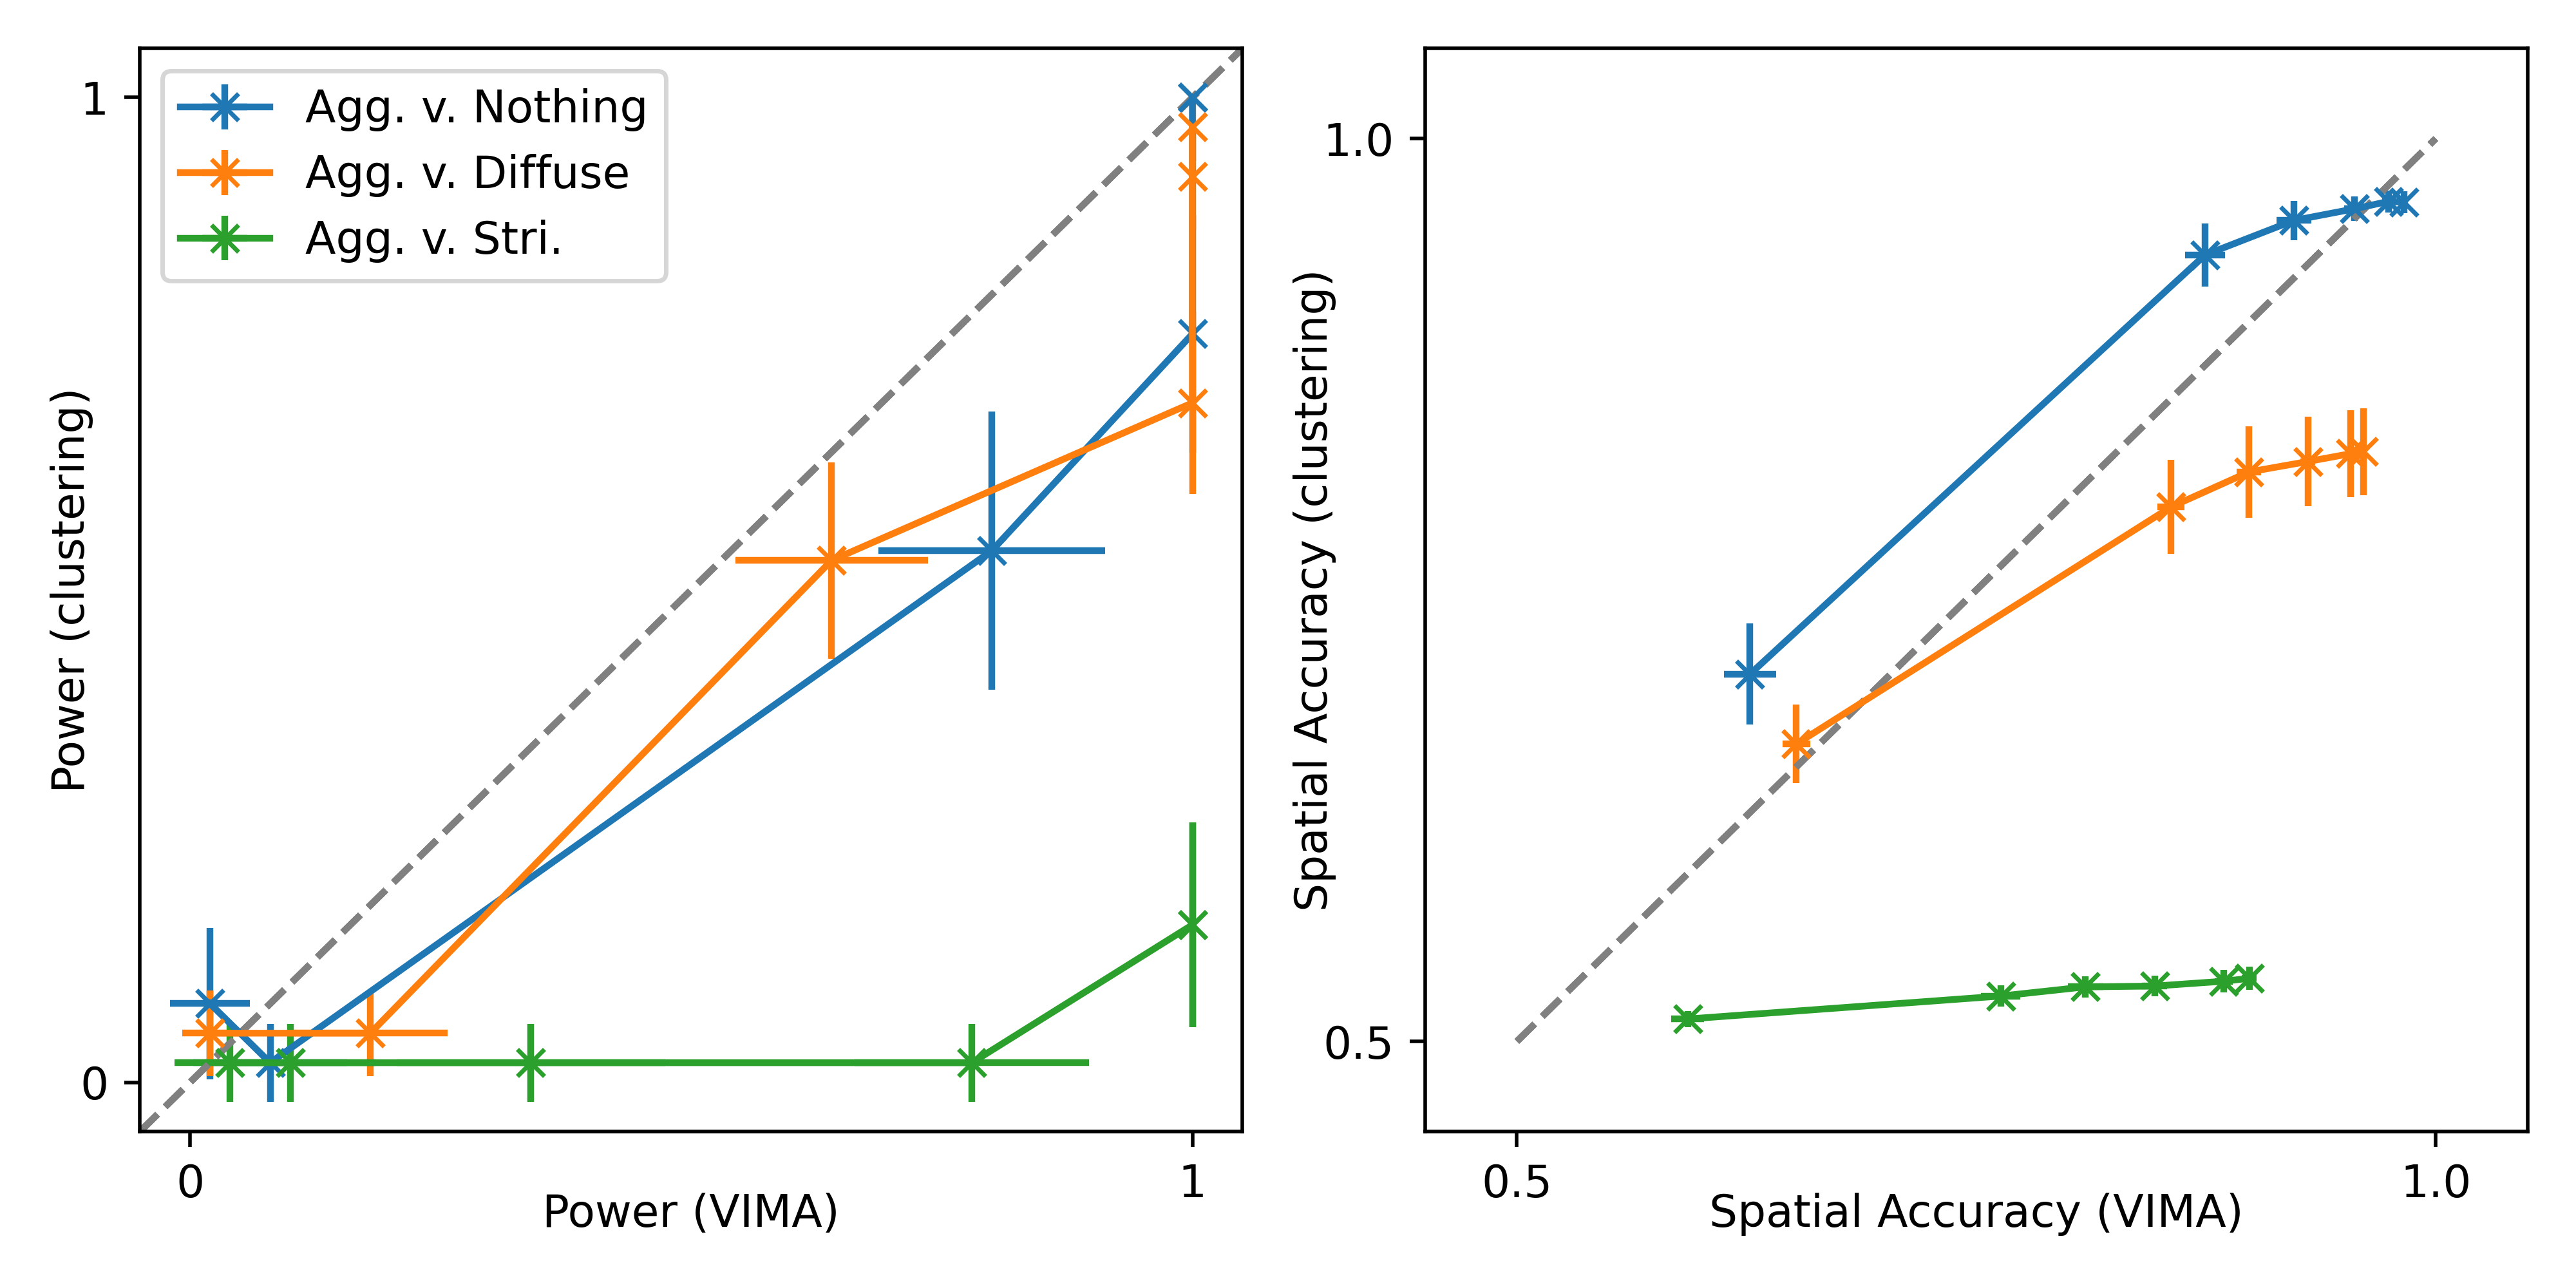 Power (clustering)
1
0
Agg. v. Nothing
Agg. v. Diffuse
Agg. v. Stri.
0
1
Power (VIMA)
Spatial Accuracy (clustering)
1.0
0.5
0.5
1.0
Spatial Accuracy (VIMA)